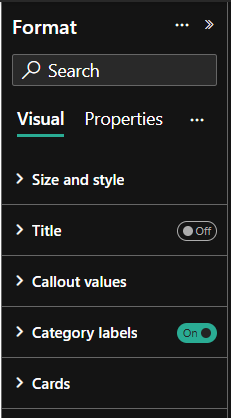 Format
Search
Visual Properties
Size and style
Title Off
Callout values
Category labels On
Cards